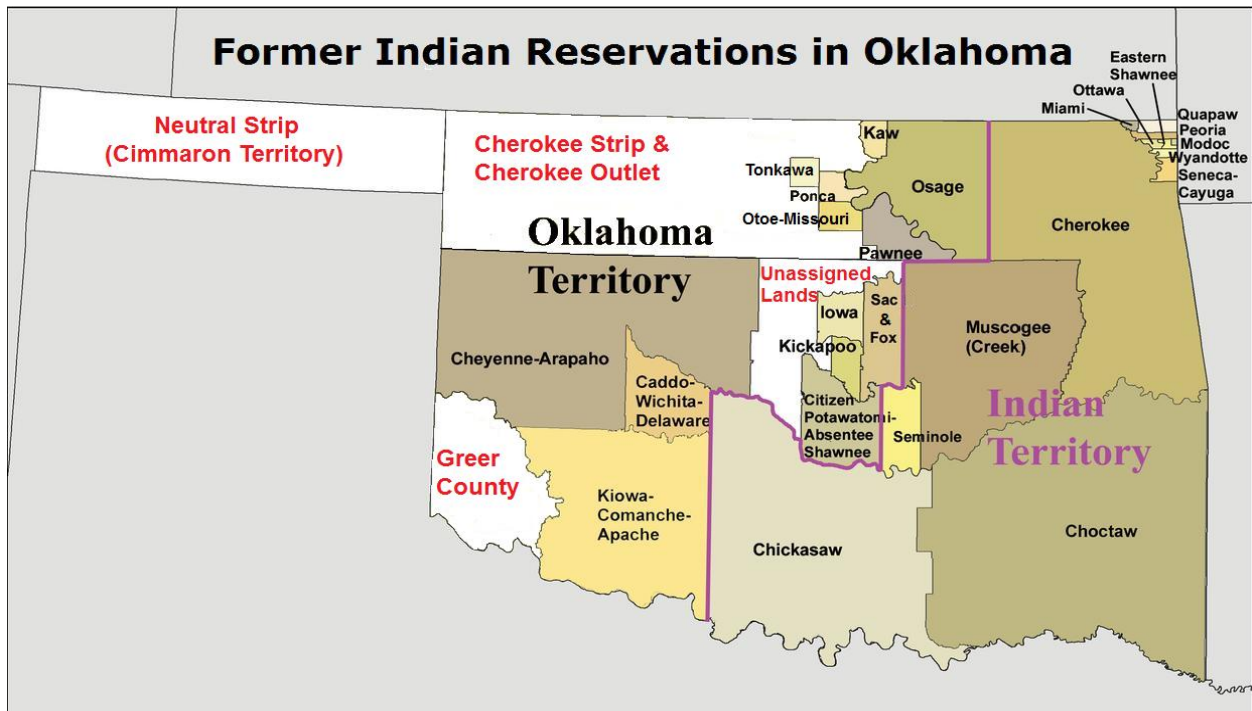 Former Indian Reservations in Oklahoma
Eastern
Shawnee
Ottawa
Miami
Quapaw
Peoria
Modoc
Wyandotte
Seneca-
Cayuga
Neutral Strip
(Cimmaron Territory)
Cherokee Strip &
Cherokee Outlet
Kaw
Tonkawa
Ponca
Osage
Otoe-Missouri
Cherokee
Pawnee
Oklahoma
Territory
Unassigned
Lands
Iowa
Sac
&
Fox
Kickapoo
Muscogee
(Creek)
Cheyenne-Arapaho
Caddo-
Wichita-
Delaware
Citizen
Potawatomi-
Absentee
Shawnee
Seminole
Indian
Territory
Greer
County
Kiowa-
Comanche-
Apache
Chickasaw
Choctaw